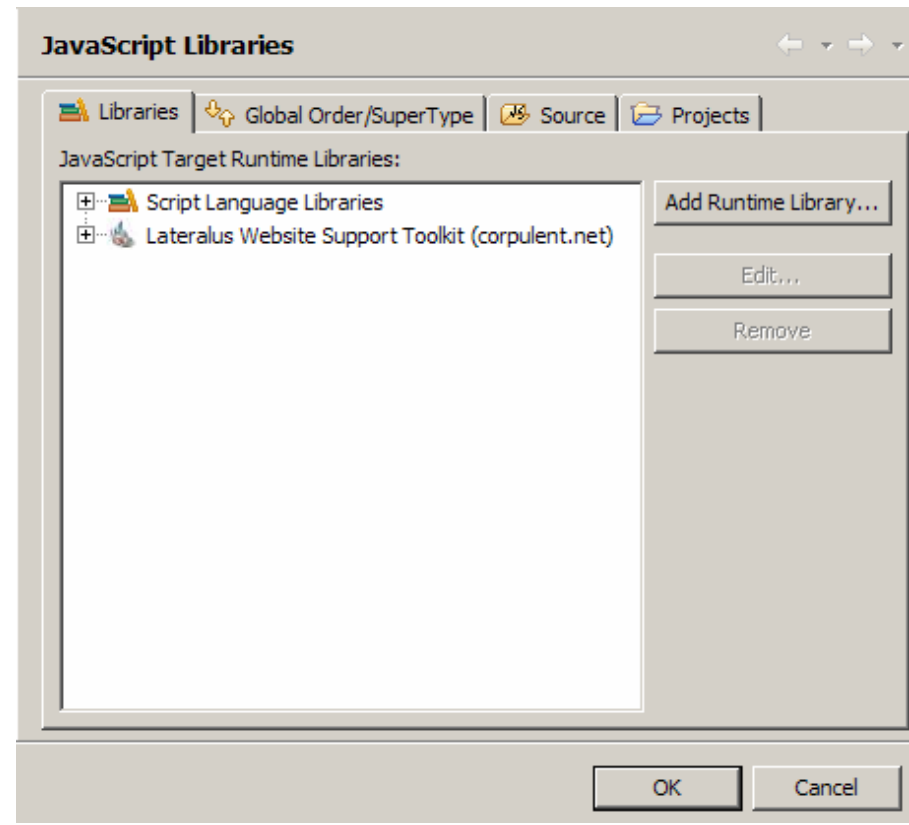 JavaScript Libraries
Libraries Global Order/SuperType Source Projects
JavaScript Target Runtime Libraries:
Script Language Libraries
Lateralus Website Support Toolkit (corpulent.net)
Add Runtime Library...
Edit...
Remove
OK Cancel